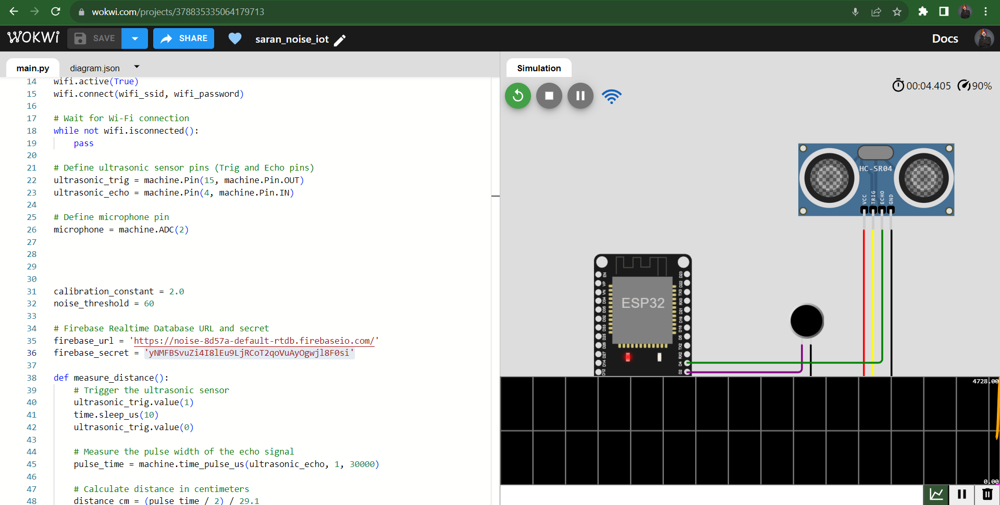 wokwi.com/projects/378835335064179713
WOKWI
SAVE
SHARE
saran_noise_iot
Docs
main.py
diagram.json
14 wifi.active(True)
15 wifi.connect(wifi_ssid, wifi_password)
16
17 # Wait for Wi-Fi connection
18 while not wifi.isconnected():
19 pass
20
21 # Define ultrasonic sensor pins (Trig and Echo pins)
22 ultrasonic_trig = machine.Pin(15, machine.Pin.OUT)
23 ultrasonic_echo = machine.Pin(4, machine.Pin.IN)
24
25 # Define microphone pin
26 microphone = machine.ADC(2)
27
28
29
30
31 calibration_constant = 2.0
32 noise_threshold = 60
33
34 # Firebase Realtime Database URL and secret
35 firebase_url = 'https://noise-8d57a-default-rtdb.firebaseio.com/'
36 firebase_secret = 'yNMFBSvuZi4I8lEu9LjRCoT2qoVuAyOgwjl8F0si'
37
38 def measure_distance():
39 # Trigger the ultrasonic sensor
40 ultrasonic_trig.value(1)
41 time.sleep_us(10)
42 ultrasonic_trig.value(0)
43
44 # Measure the pulse width of the echo signal
45 pulse_time = machine.time_pulse_us(ultrasonic_echo, 1, 30000)
46
47 # Calculate distance in centimeters
48 distance_cm = (pulse_time / 2) / 29.1
Simulation
00:04.405
90%
HC-SR04
VCC
TRIG
ECHO
GND
ESP32
EN
VP
VN
D34
D35
D32
D33
D25
D26
D27
D14
D12
D23
D22
TX0
RX0
D21
D19
D18
D5
TX2
RX2
D4
D2
4728.00
0.00